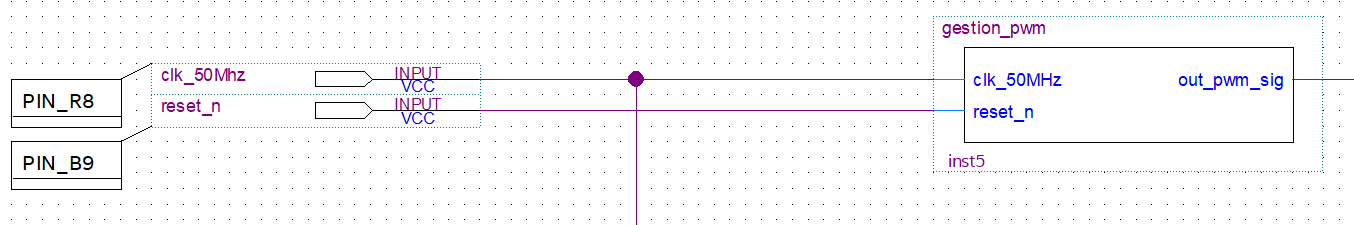 gestion_pwm
clk_50Mhz INPUT
VCC
PIN_R8
reset_n INPUT
VCC
PIN_B9
clk_50MHz out_pwm_sig
reset_n
inst5